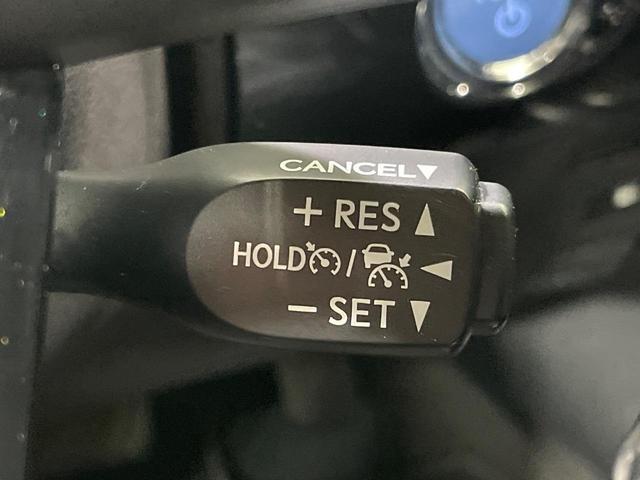 CANCEL▼
+ RES ▲
HOLD / ◀
− SET ▼